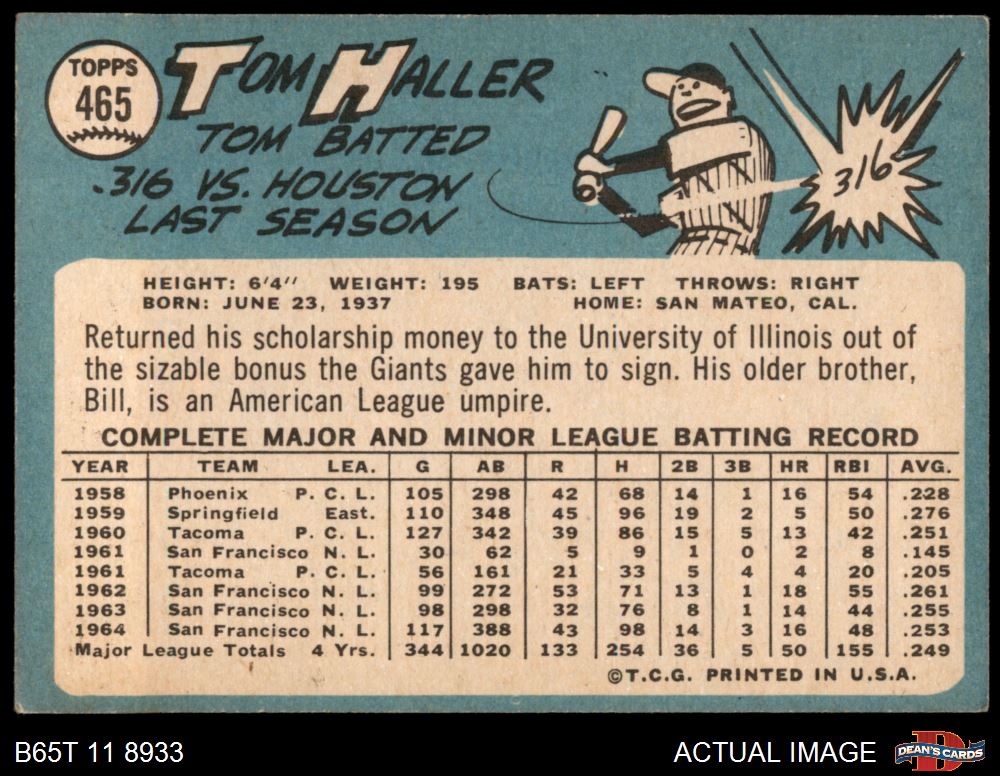 TOPPS
465
TOM HALLER
TOM BATTED
.316 VS. HOUSTON
LAST SEASON
316
HEIGHT: 6'4" WEIGHT: 195 BATS: LEFT THROWS: RIGHT
BORN: JUNE 23, 1937 HOME: SAN MATEO, CAL.
Returned his scholarship money to the University of Illinois out of
the sizable bonus the Giants gave him to sign. His older brother,
Bill, is an American League umpire.
COMPLETE MAJOR AND MINOR LEAGUE BATTING RECORD
YEAR TEAM LEA. G AB R H 2B 3B HR RBI AVG.
1958 Phoenix P. C. L. 105 298 42 68 14 1 16 54 .228
1959 Springfield East. 110 348 45 96 19 2 5 50 .276
1960 Tacoma P. C. L. 127 342 39 86 15 5 13 42 .251
1961 San Francisco N. L. 30 62 5 9 1 0 2 8 .145
1961 Tacoma P. C. L. 56 161 21 33 5 4 4 20 .205
1962 San Francisco N. L. 99 272 53 71 13 1 18 55 .261
1963 San Francisco N. L. 98 298 32 76 8 1 14 44 .255
1964 San Francisco N. L. 117 388 43 98 14 3 16 48 .253
Major League Totals 4 Yrs. 344 1020 133 254 36 5 50 155 .249
©T.C.G. PRINTED IN U.S.A.
B65T 11 8933 ACTUAL IMAGE DEAN'S CARDS